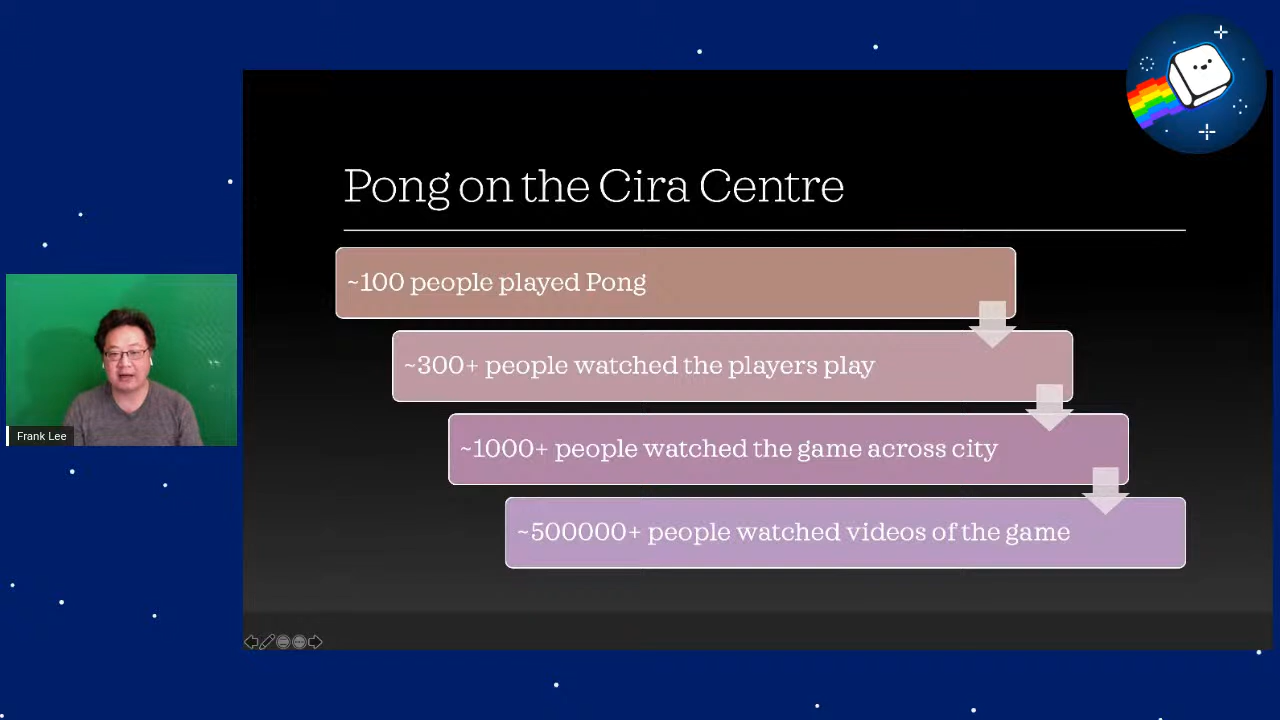 Pong on the Cira Centre
~100 people played Pong
~300+ people watched the players play
~1000+ people watched the game across city
~500000+ people watched videos of the game
Frank Lee